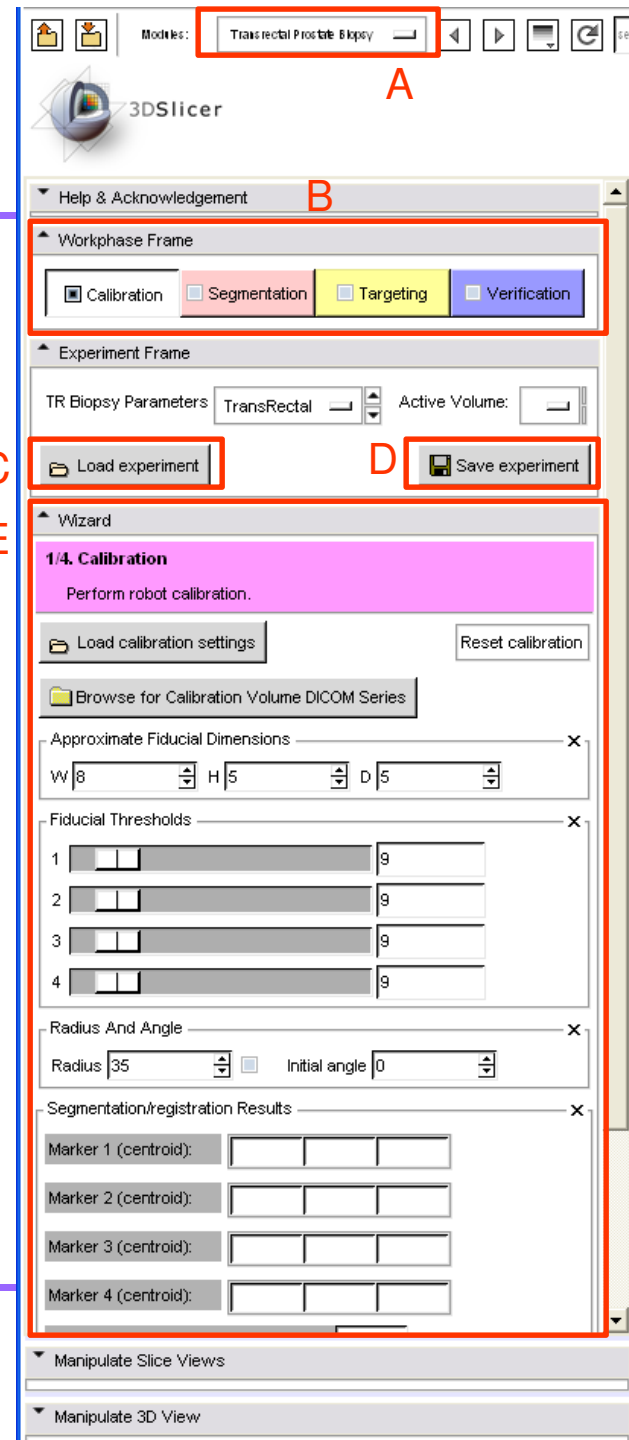 Modules: Transrectal Prostate Biopsy se
A
3DSlicer
Help & Acknowledgement B
Workphase Frame
Calibration Segmentation Targeting Verification
Experiment Frame
TR Biopsy Parameters TransRectal Active Volume:
C Load experiment D Save experiment
E Wizard
1/4. Calibration
Perform robot calibration.
Load calibration settings Reset calibration
Browse for Calibration Volume DICOM Series
Approximate Fiducial Dimensions X
W 8 H 5 D 5
Fiducial Thresholds X
1 9
2 9
3 9
4 9
Radius And Angle X
Radius 35 Initial angle 0
Segmentation/registration Results X
Marker 1 (centroid):
Marker 2 (centroid):
Marker 3 (centroid):
Marker 4 (centroid):
Manipulate Slice Views
Manipulate 3D View